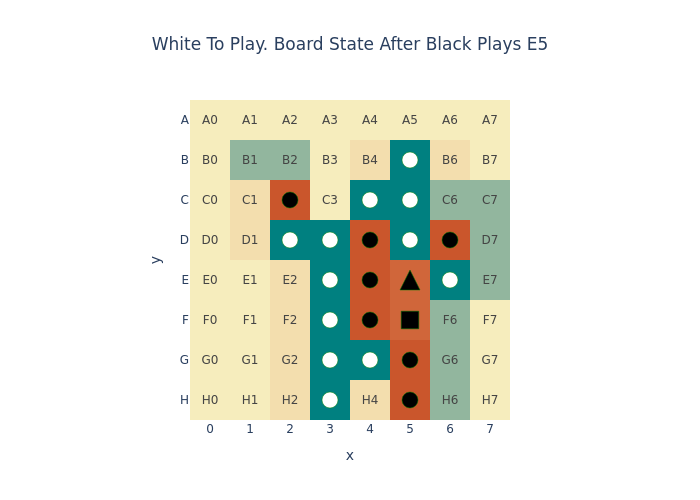 White To Play. Board State After Black Plays E5
A A0 A1 A2 A3 A4 A5 A6 A7
B B0 B1 B2 B3 B4 B6 B7
C C0 C1 C3 C6 C7
D D0 D1 D7
y
E E0 E1 E2 E7
F F0 F1 F2 F6 F7
G G0 G1 G2 G6 G7
H H0 H1 H2 H4 H6 H7
0 1 2 3 4 5 6 7
x